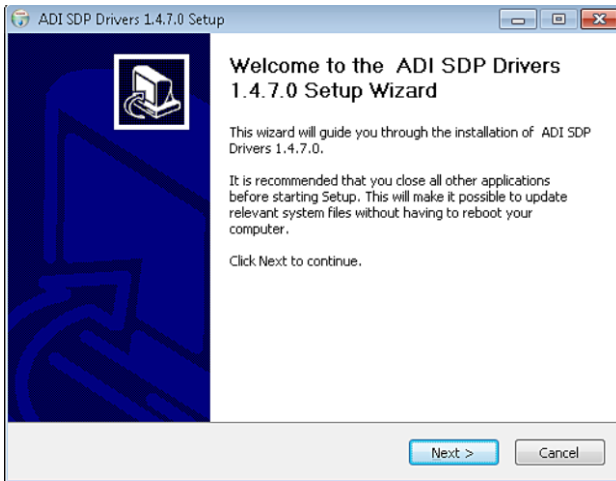 ADI SDP Drivers 1.4.7.0 Setup
Welcome to the ADI SDP Drivers
1.4.7.0 Setup Wizard
This wizard will guide you through the installation of ADI SDP
Drivers 1.4.7.0.
It is recommended that you close all other applications
before starting Setup. This will make it possible to update
relevant system files without having to reboot your
computer.
Click Next to continue.
Next >
Cancel